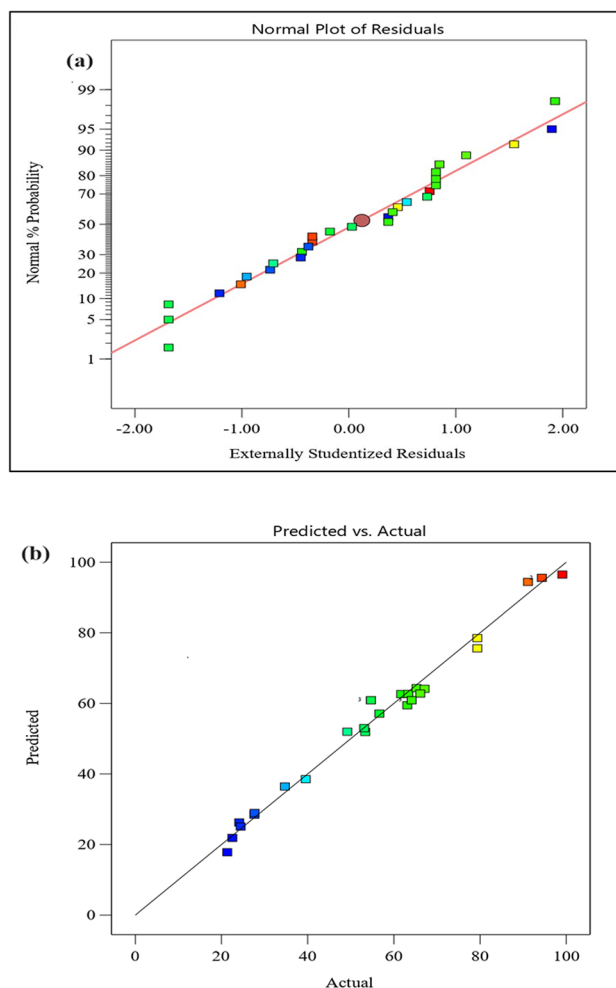 Normal Plot of Residuals
(a)
Normal % Probability
99
95
90
80
70
50
30
20
10
5
1
-2.00 -1.00 0.00 1.00 2.00
Externally Studentized Residuals
Predicted vs. Actual
(b)
Predicted
100
80
60
40
20
0
3
3
0 20 40 60 80 100
Actual